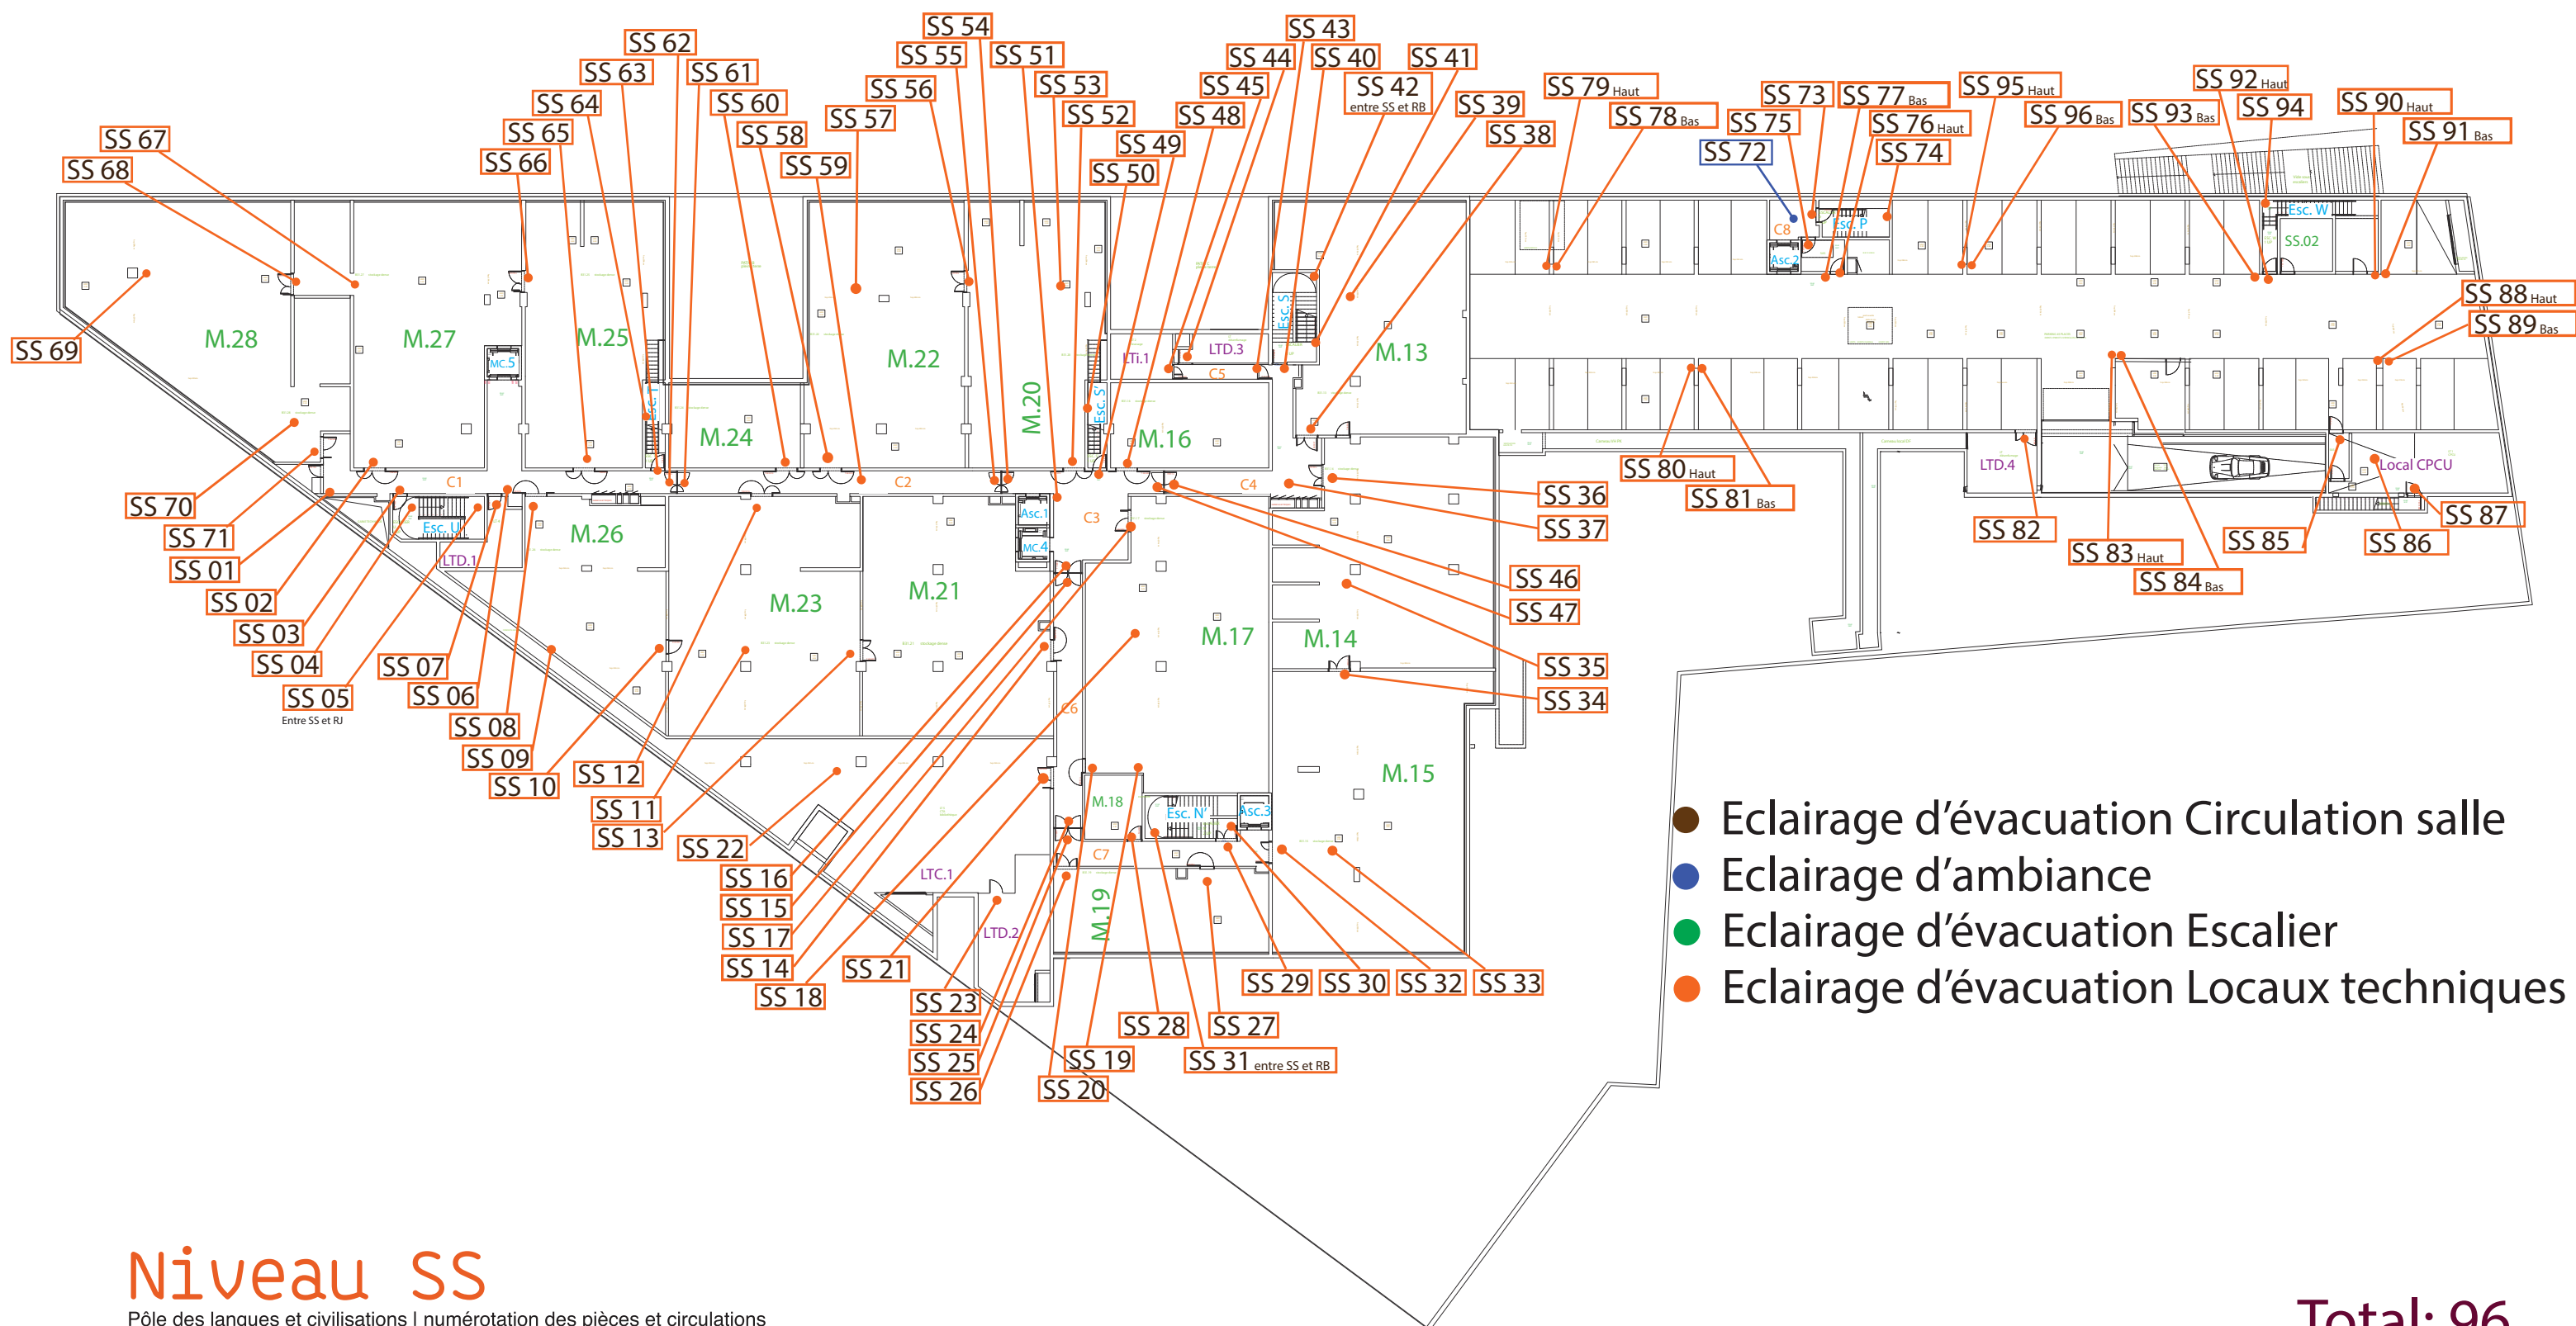 SS 54
SS 43
SS 62
SS 55
SS 51
SS 44
SS 40
SS 41
SS 63
SS 61
SS 56
SS 53
SS 45
SS 42
entre SS et RB
SS 39
SS 79 Haut
SS 73
SS 77 Bas
SS 95 Haut
SS 92 Haut
SS 90 Haut
SS 64
SS 60
SS 57
SS 52
SS 48
SS 38
SS 78 Bas
SS 75
SS 76 Haut
SS 96 Bas
SS 93 Bas
SS 94
SS 91 Bas
SS 67
SS 65
SS 58
SS 49
SS 72
SS 74
SS 68
SS 66
SS 59
SS 50
Esc. W
Esc. P
C8
SS.02
Asc.2
SS 88 Haut
SS 89 Bas
Esc. S
SS 69
M.28
M.27
M.25
M.22
M.13
LTi.1
LTD.3
MC.5
C5
Esc. T
M.20
Esc. S'
M.24
M.16
LTD.4
Local CPCU
SS 80 Haut
SS 81 Bas
C1
C2
C4
SS 36
SS 37
SS 70
SS 71
SS 01
SS 02
SS 03
SS 04
SS 05
Entre SS et RJ
Esc. U
LTD.1
M.26
Asc.1
MC.4
C3
SS 82
SS 83 Haut
SS 84 Bas
SS 85
SS 86
SS 87
M.23
M.21
M.17
M.14
SS 46
SS 47
SS 35
SS 34
SS 07
SS 06
SS 08
SS 09
SS 10
SS 12
SS 11
SS 13
SS 22
C6
M.15
M.18
Esc. N'
Asc.3
C7
SS 16
SS 15
SS 17
SS 14
SS 18
SS 21
LTC.1
LTD.2
M.19
SS 23
SS 24
SS 25
SS 26
SS 20
SS 19
SS 28
SS 27
SS 31 entre SS et RB
SS 29
SS 30
SS 32
SS 33
Eclairage d’évacuation Circulation salle
Eclairage d’ambiance
Eclairage d’évacuation Escalier
Eclairage d’évacuation Locaux techniques
Niveau SS
Pôle des langues et civilisations | numérotation des pièces et circulations
Total: 96